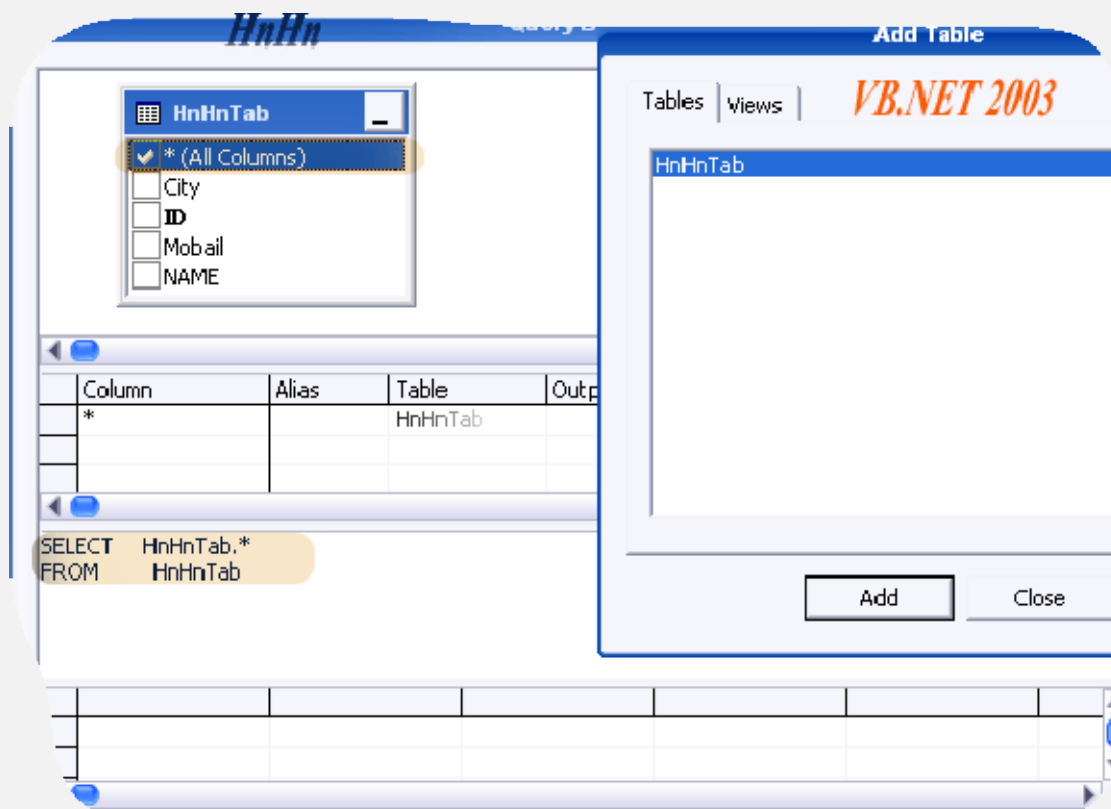 HnHn
Add Table
HnHnTab
* (All Columns)
City
ID
Mobail
NAME
Tables Views
VB.NET 2003
HnHnTab
Column Alias Table Outp
* HnHnTab
SELECT HnHnTab.*
FROM HnHnTab
Add Close